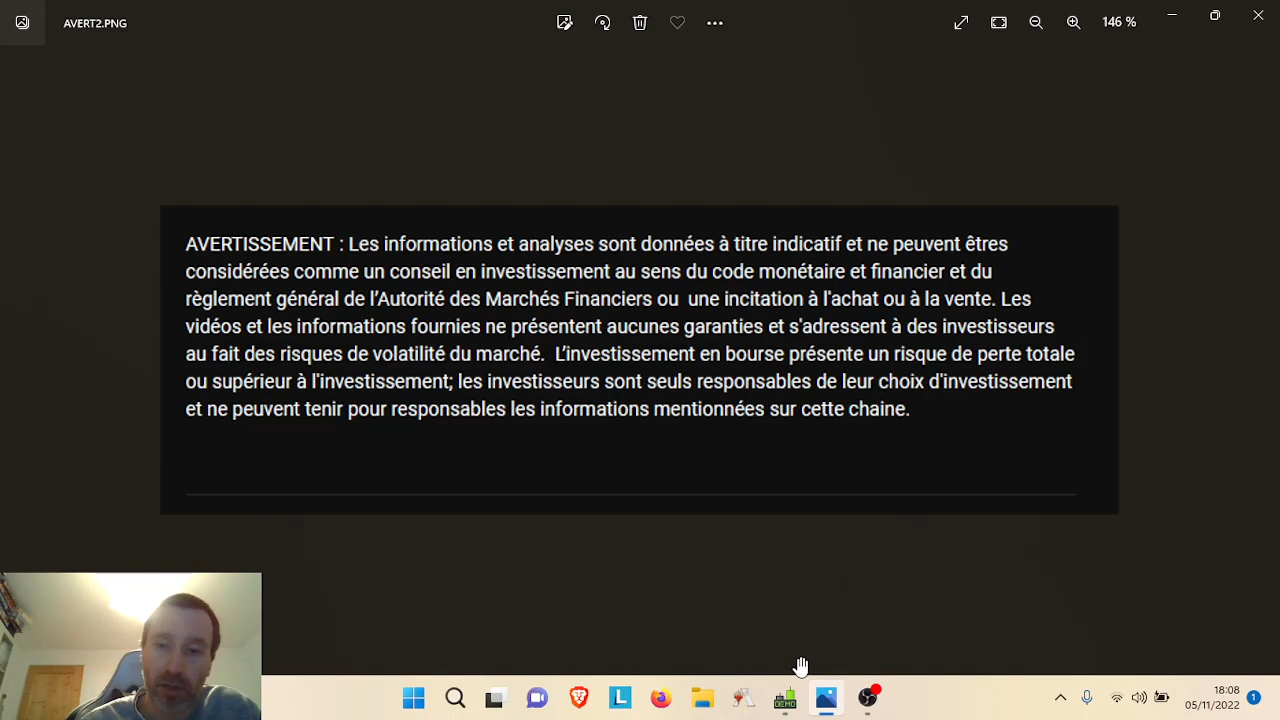 AVERT2.PNG
146 %
AVERTISSEMENT : Les informations et analyses sont données à titre indicatif et ne peuvent êtres
considérées comme un conseil en investissement au sens du code monétaire et financier et du
règlement général de l’Autorité des Marchés Financiers ou  une incitation à l'achat ou à la vente. Les
vidéos et les informations fournies ne présentent aucunes garanties et s'adressent à des investisseurs
au fait des risques de volatilité du marché.  L’investissement en bourse présente un risque de perte totale
ou supérieur à l'investissement; les investisseurs sont seuls responsables de leur choix d'investissement
et ne peuvent tenir pour responsables les informations mentionnées sur cette chaine.
L
DEMO
18:08
05/11/2022
1